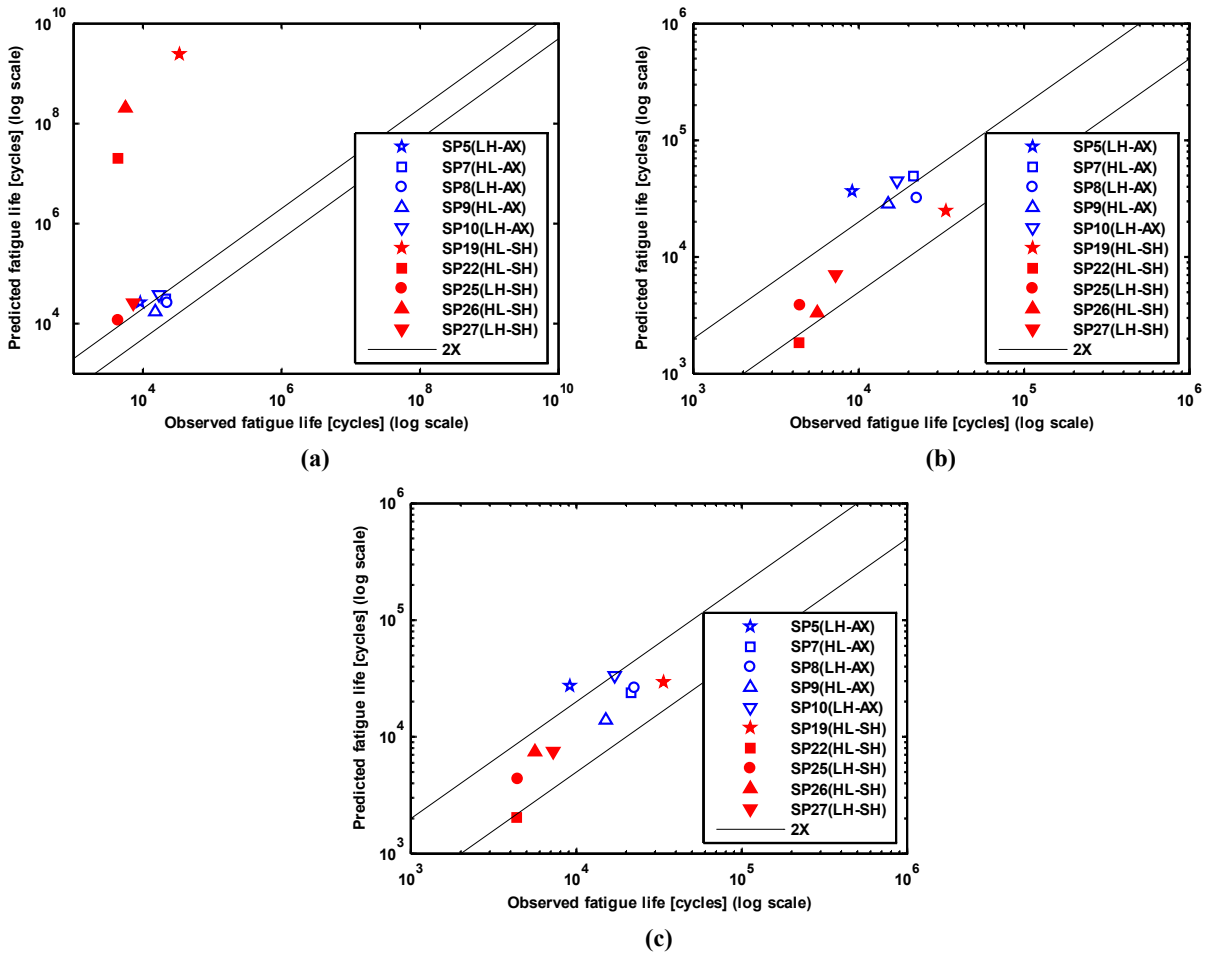 10^10
10^8
10^6
10^4
Predicted fatigue life [cycles] (log scale)
SP5(LH-AX)
SP7(HL-AX)
SP8(LH-AX)
SP9(HL-AX)
SP10(LH-AX)
SP19(HL-SH)
SP22(HL-SH)
SP25(LH-SH)
SP26(HL-SH)
SP27(LH-SH)
2X
10^4
10^6
10^8
10^10
Observed fatigue life [cycles] (log scale)
(a)
10^6
10^5
10^4
10^3
Predicted fatigue life [cycles] (log scale)
SP5(LH-AX)
SP7(HL-AX)
SP8(LH-AX)
SP9(HL-AX)
SP10(LH-AX)
SP19(HL-SH)
SP22(HL-SH)
SP25(LH-SH)
SP26(HL-SH)
SP27(LH-SH)
2X
10^3
10^4
10^5
10^6
Observed fatigue life [cycles] (log scale)
(b)
10^6
10^5
10^4
10^3
Predicted fatigue life [cycles] (log scale)
SP5(LH-AX)
SP7(HL-AX)
SP8(LH-AX)
SP9(HL-AX)
SP10(LH-AX)
SP19(HL-SH)
SP22(HL-SH)
SP25(LH-SH)
SP26(HL-SH)
SP27(LH-SH)
2X
10^3
10^4
10^5
10^6
Observed fatigue life [cycles] (log scale)
(c)